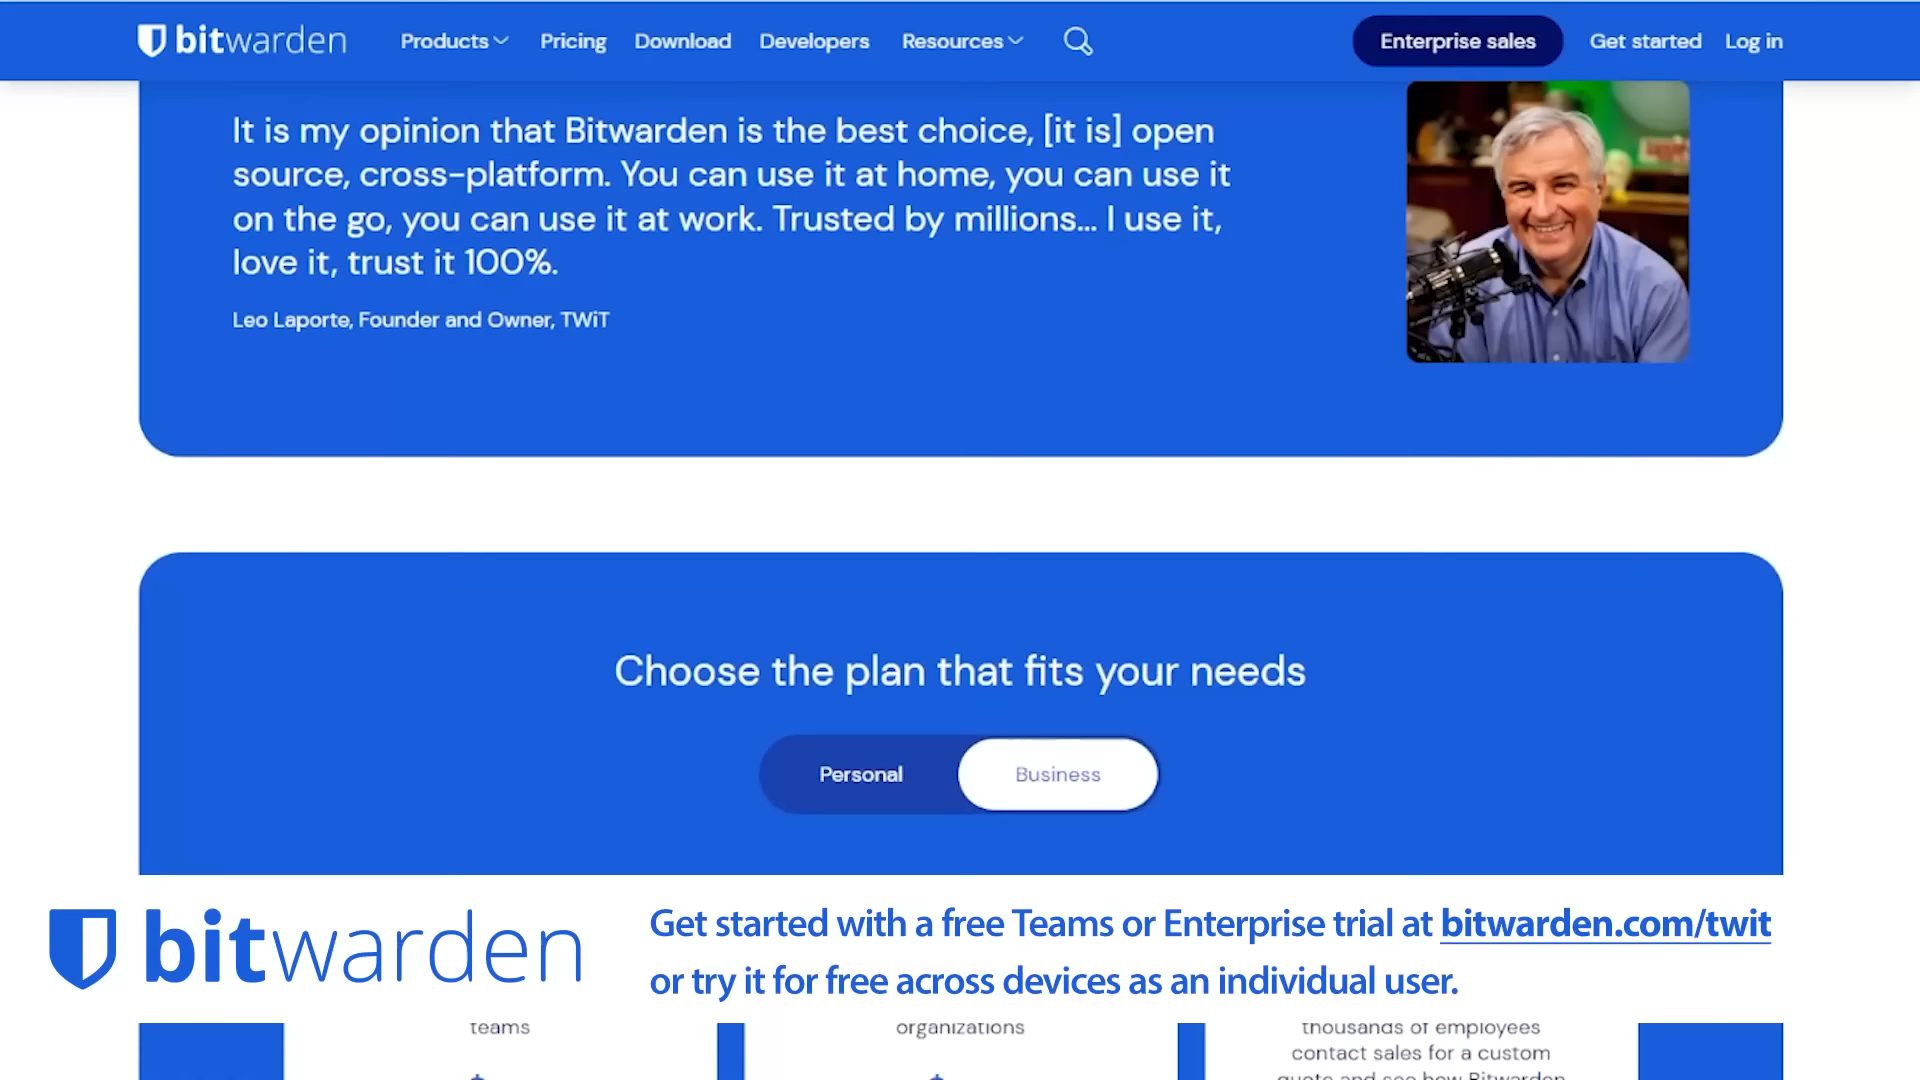 bitwarden Products Pricing Download Developers Resources Enterprise sales Get started Log in
It is my opinion that Bitwarden is the best choice, [it is] open
source, cross-platform. You can use it at home, you can use it
on the go, you can use it at work. Trusted by millions... I use it,
love it, trust it 100%.
Leo Laporte, Founder and Owner, TWiT
Choose the plan that fits your needs
Personal Business
bitwarden
Get started with a free Teams or Enterprise trial at bitwarden.com/twit
or try it for free across devices as an individual user.
teams organizations thousands of employees
contact sales for a custom
quote and see how Bitwarden